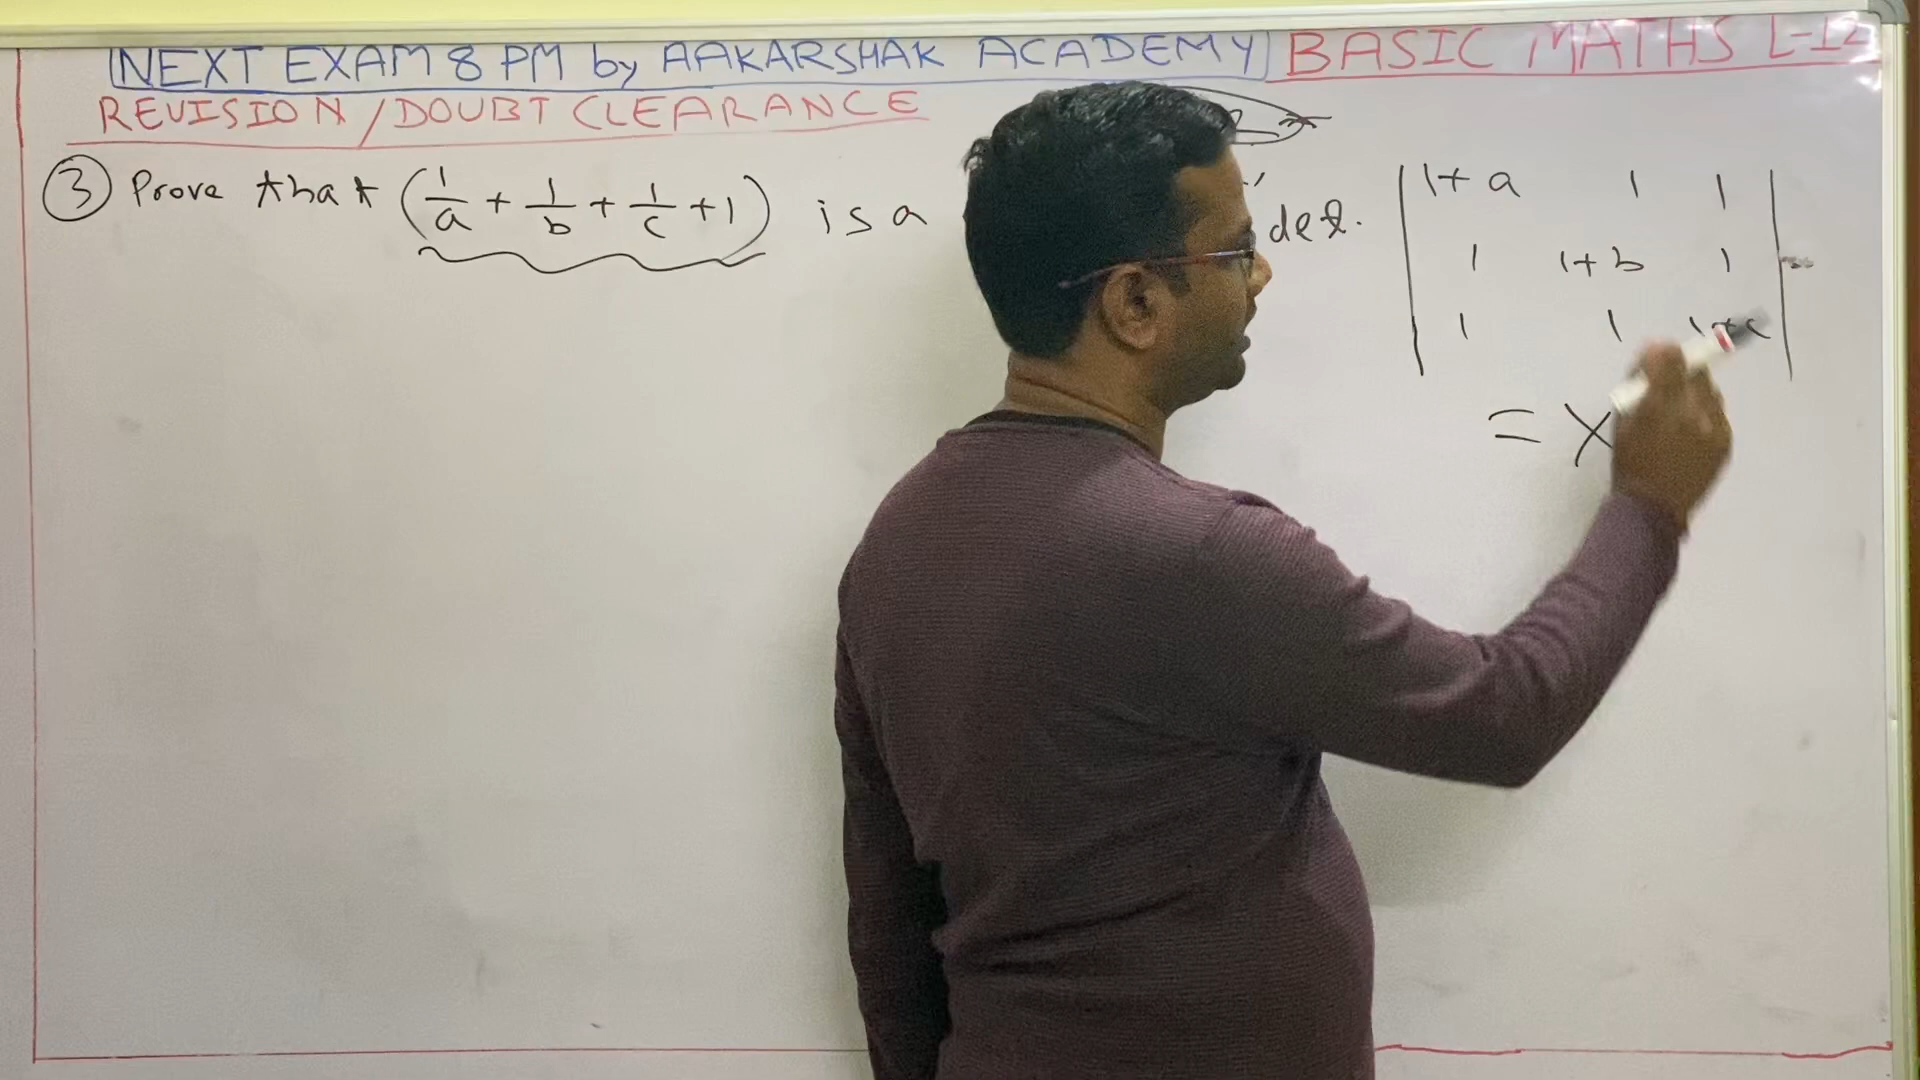 NEXT EXAM 8 PM by AAKARSHAK ACADEMY BASIC MATHS L-12
REVISION/DOUBT CLEARANCE
③ Prove that (1/a + 1/b + 1/c + 1) is a det. | 1+a 1 1 |
| 1 1+b 1 |
| 1 1 1+c |
= X